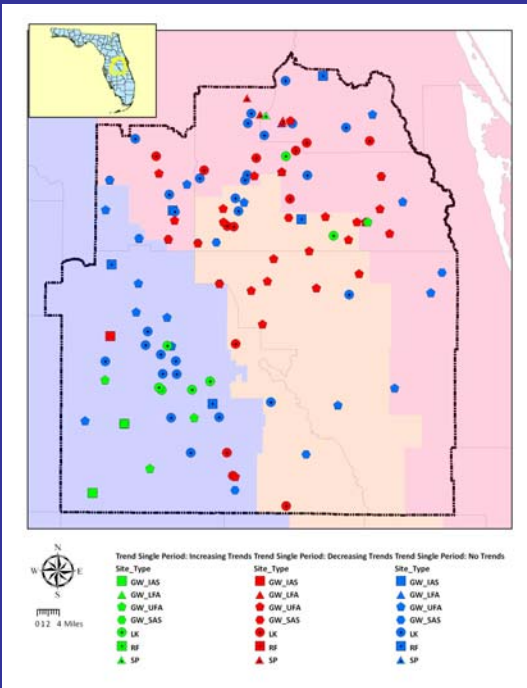 N
W E
S
0 1 2 4 Miles
Trend Single Period: Increasing Trends Trend Single Period: Decreasing Trends Trend Single Period: No Trends
Site_Type Site_Type Site_Type
GW_IAS GW_IAS GW_IAS
GW_LFA GW_LFA GW_LFA
GW_UFA GW_UFA GW_UFA
GW_SAS GW_SAS GW_SAS
LK LK LK
RF RF RF
SP SP SP